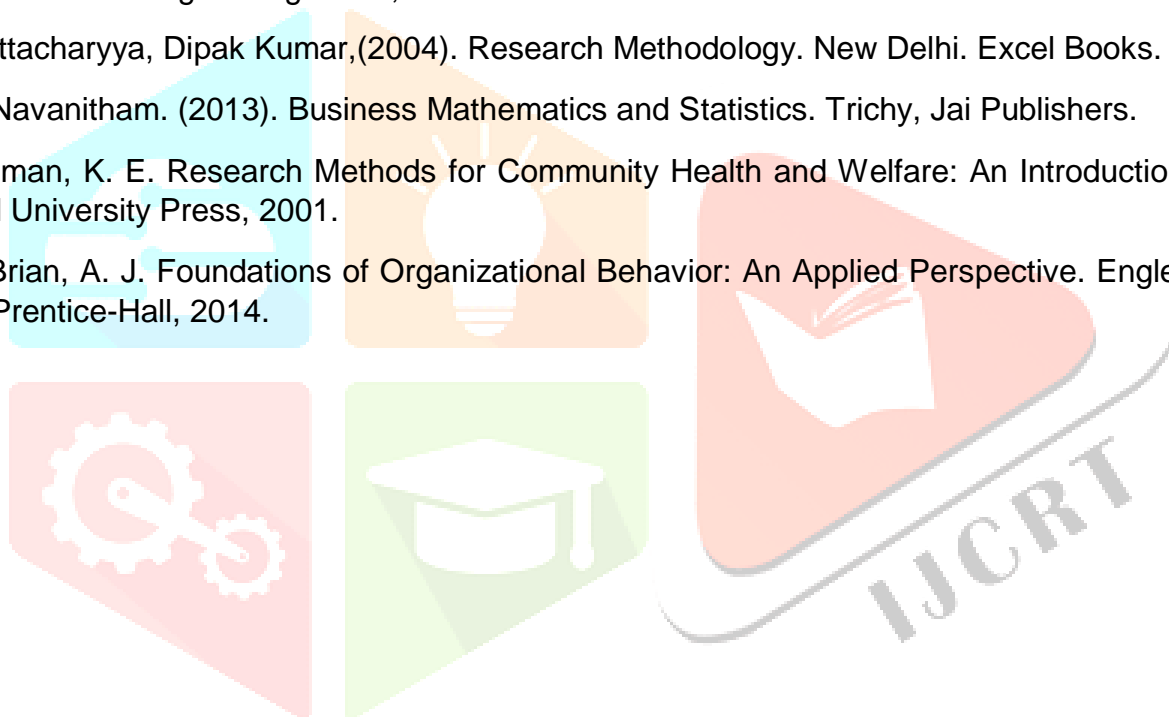 ttacharyya, Dipak Kumar,(2004). Research Methodology. New Delhi. Excel Books.
Navanitham. (2013). Business Mathematics and Statistics. Trichy, Jai Publishers.
man, K. E. Research Methods for Community Health and Welfare: An Introductio
University Press, 2001.
Brian, A. J. Foundations of Organizational Behavior: An Applied Perspective. Engle
Prentice-Hall, 2014.
IJCRT